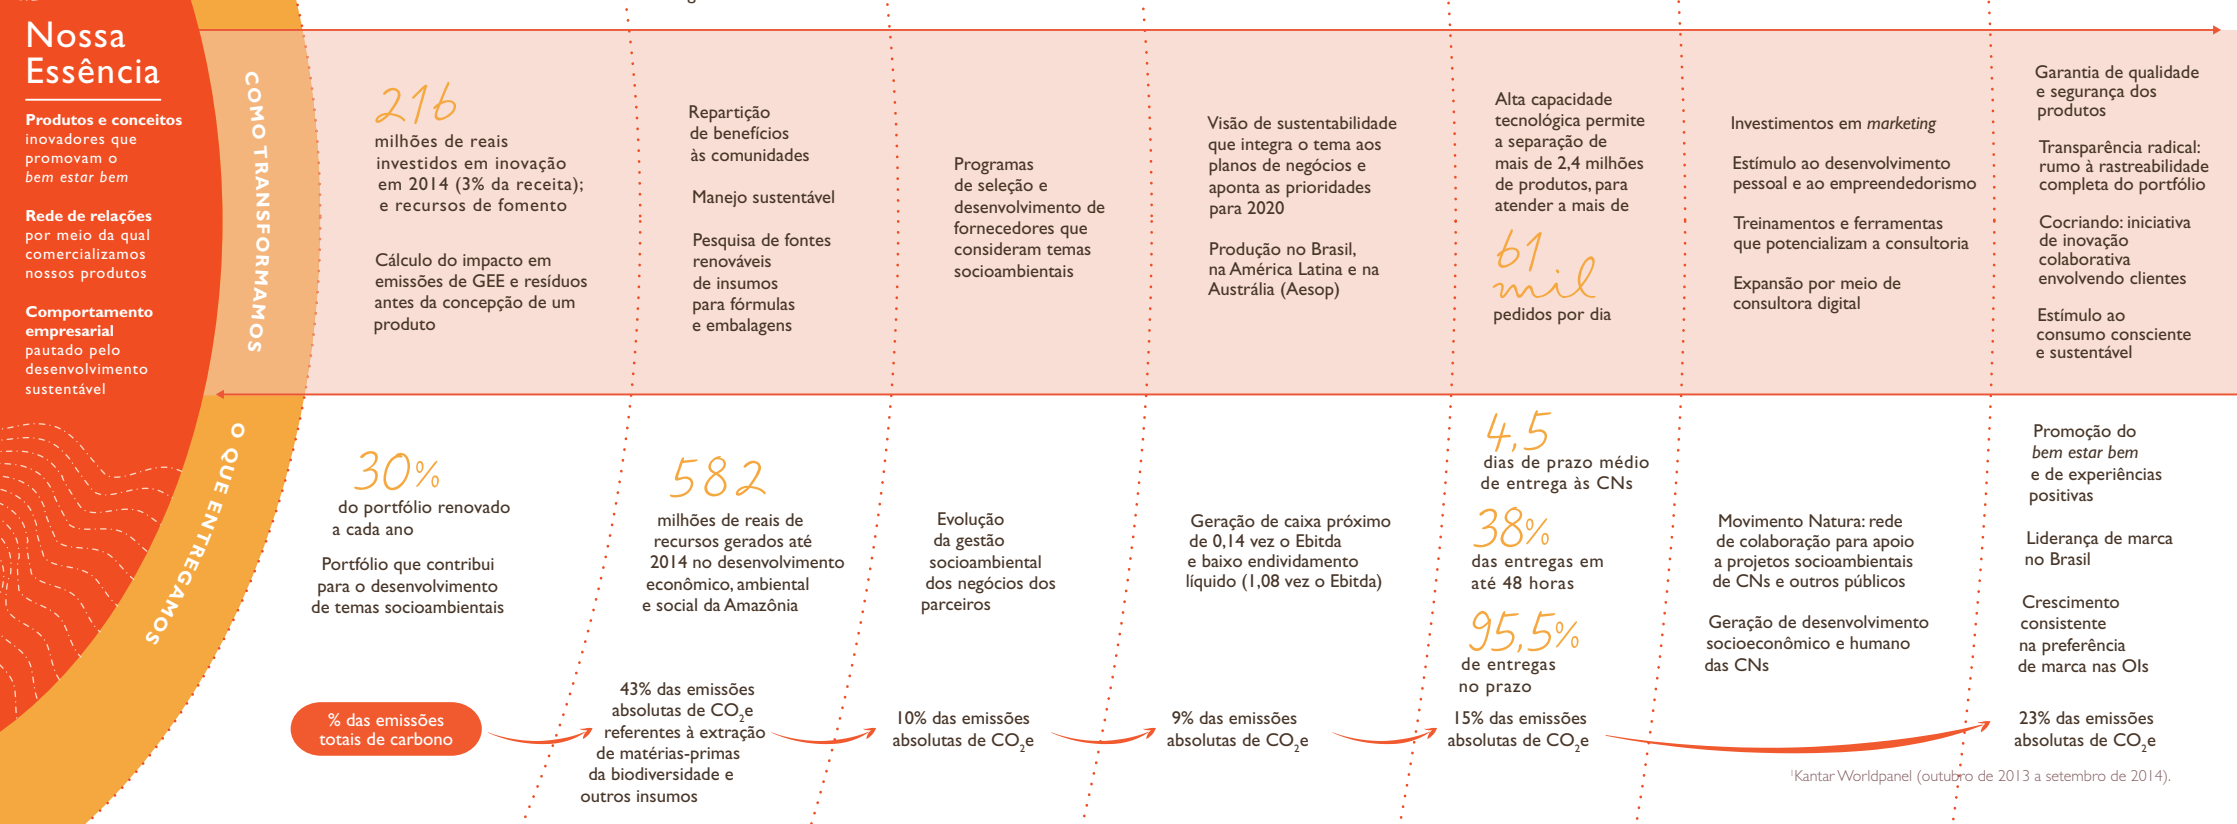 Nossa
Essência
Produtos e conceitos
inovadores que
promovam o
bem estar bem
Rede de relações
por meio da qual
comercializamos
nossos produtos
Comportamento
empresarial
pautado pelo
desenvolvimento
sustentável
COMO TRANSFORMAMOS
216
milhões de reais
investidos em inovação
em 2014 (3% da receita);
e recursos de fomento
Cálculo do impacto em
emissões de GEE e resíduos
antes da concepção de um
produto
Repartição
de benefícios
às comunidades
Manejo sustentável
Pesquisa de fontes
renováveis
de insumos
para fórmulas
e embalagens
Programas
de seleção e
desenvolvimento de
fornecedores que
consideram temas
socioambientais
Visão de sustentabilidade
que integra o tema aos
planos de negócios e
aponta as prioridades
para 2020
Produção no Brasil,
na América Latina e na
Austrália (Aesop)
Alta capacidade
tecnológica permite
a separação de
mais de 2,4 milhões
de produtos, para
atender a mais de
61
mil
pedidos por dia
Investimentos em marketing
Estímulo ao desenvolvimento
pessoal e ao empreendedorismo
Treinamentos e ferramentas
que potencializam a consultoria
Expansão por meio de
consultora digital
Garantia de qualidade
e segurança dos
produtos
Transparência radical:
rumo à rastreabilidade
completa do portfólio
Cocriando: iniciativa
de inovação
colaborativa
envolvendo clientes
Estímulo ao
consumo consciente
e sustentável
O QUE ENTREGAMOS
30%
do portfólio renovado
a cada ano
Portfólio que contribui
para o desenvolvimento
de temas socioambientais
582
milhões de reais de
recursos gerados até
2014 no desenvolvimento
econômico, ambiental
e social da Amazônia
Evolução
da gestão
socioambiental
dos negócios dos
parceiros
Geração de caixa próximo
de 0,14 vez o Ebitda
e baixo endividamento
líquido (1,08 vez o Ebitda)
4,5
dias de prazo médio
de entrega às CNs
38%
das entregas em
até 48 horas
95,5%
de entregas
no prazo
Movimento Natura: rede
de colaboração para apoio
a projetos socioambientais
de CNs e outros públicos
Geração de desenvolvimento
socioeconômico e humano
das CNs
Promoção do
bem estar bem
e de experiências
positivas
Liderança de marca
no Brasil
Crescimento
consistente
na preferência
de marca nas OIs
% das emissões
totais de carbono
43% das emissões
absolutas de CO₂e
referentes à extração
de matérias-primas
da biodiversidade e
outros insumos
10% das emissões
absolutas de CO₂e
9% das emissões
absolutas de CO₂e
15% das emissões
absolutas de CO₂e
23% das emissões
absolutas de CO₂e
¹Kantar Worldpanel (outubro de 2013 a setembro de 2014).